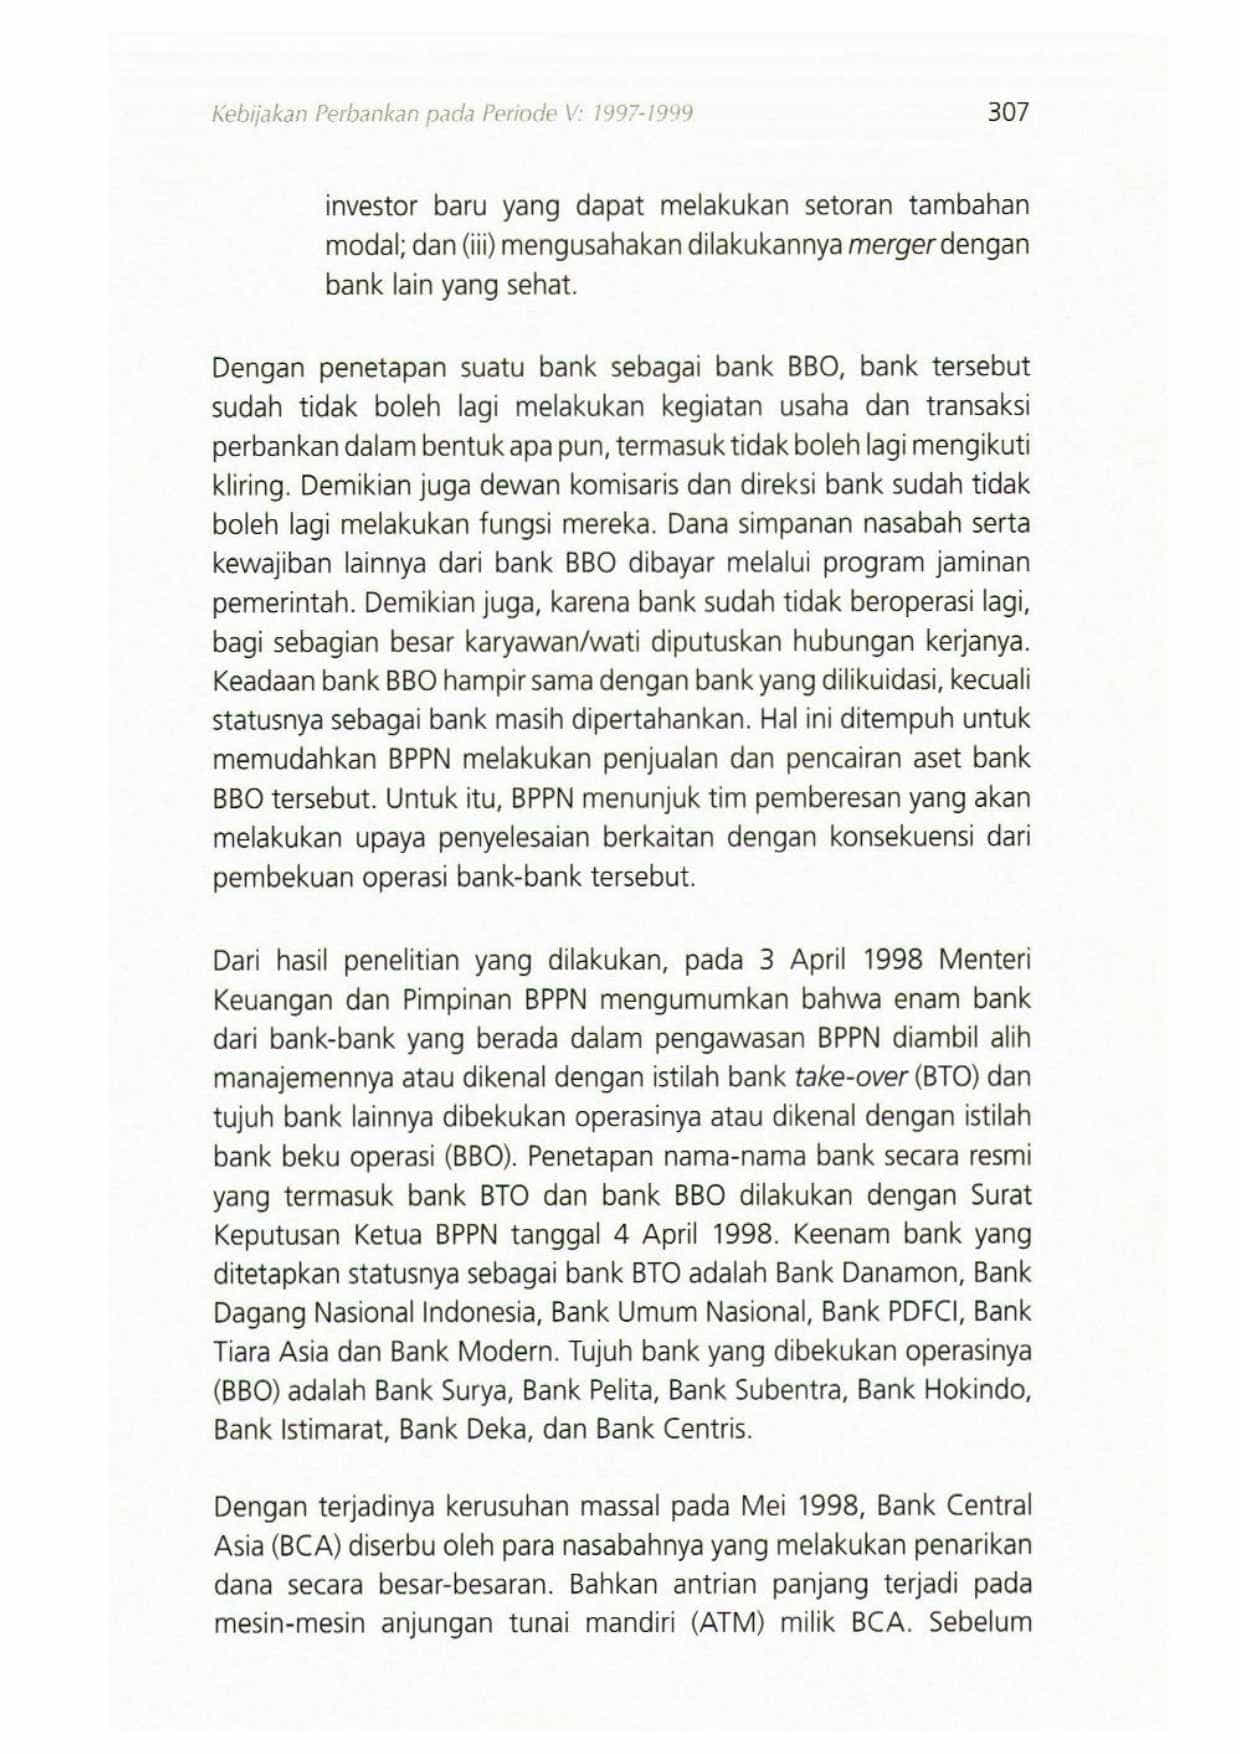 Kebijakan Perbankan pada Periode V: 1997-1999 307
investor baru yang dapat melakukan setoran tambahan
modal; dan (iii) mengusahakan dilakukannya merger dengan
bank lain yang sehat.
Dengan penetapan suatu bank sebagai bank BBO, bank tersebut
sudah tidak boleh lagi melakukan kegiatan usaha dan transaksi
perbankan dalam bentuk apa pun, termasuk tidak boleh lagi mengikuti
kliring. Demikian juga dewan komisaris dan direksi bank sudah tidak
boleh lagi melakukan fungsi mereka. Dana simpanan nasabah serta
kewajiban lainnya dari bank BBO dibayar melalui program jaminan
pemerintah. Demikian juga, karena bank sudah tidak beroperasi lagi,
bagi sebagian besar karyawan/wati diputuskan hubungan kerjanya.
Keadaan bank BBO hampir sama dengan bank yang dilikuidasi, kecuali
statusnya sebagai bank masih dipertahankan. Hal ini ditempuh untuk
memudahkan BPPN melakukan penjualan dan pencairan aset bank
BBO tersebut. Untuk itu, BPPN menunjuk tim pemberesan yang akan
melakukan upaya penyelesaian berkaitan dengan konsekuensi dari
pembekuan operasi bank-bank tersebut.
Dari hasil penelitian yang dilakukan, pada 3 April 1998 Menteri
Keuangan dan Pimpinan BPPN mengumumkan bahwa enam bank
dari bank-bank yang berada dalam pengawasan BPPN diambil alih
manajemennya atau dikenal dengan istilah bank take-over (BTO) dan
tujuh bank lainnya dibekukan operasinya atau dikenal dengan istilah
bank beku operasi (BBO). Penetapan nama-nama bank secara resmi
yang termasuk bank BTO dan bank BBO dilakukan dengan Surat
Keputusan Ketua BPPN tanggal 4 April 1998. Keenam bank yang
ditetapkan statusnya sebagai bank BTO adalah Bank Danamon, Bank
Dagang Nasional Indonesia, Bank Umum Nasional, Bank PDFCI, Bank
Tiara Asia dan Bank Modern. Tujuh bank yang dibekukan operasinya
(BBO) adalah Bank Surya, Bank Pelita, Bank Subentra, Bank Hokindo,
Bank Istimarat, Bank Deka, dan Bank Centris.
Dengan terjadinya kerusuhan massal pada Mei 1998, Bank Central
Asia (BCA) diserbu oleh para nasabahnya yang melakukan penarikan
dana secara besar-besaran. Bahkan antrian panjang terjadi pada
mesin-mesin anjungan tunai mandiri (ATM) milik BCA. Sebelum